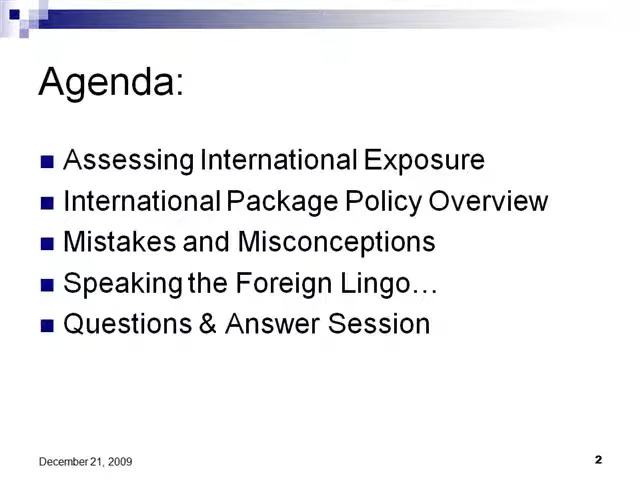 Agenda:
Assessing International Exposure
International Package Policy Overview
Mistakes and Misconceptions
Speaking the Foreign Lingo…
Questions & Answer Session
December 21, 2009
2